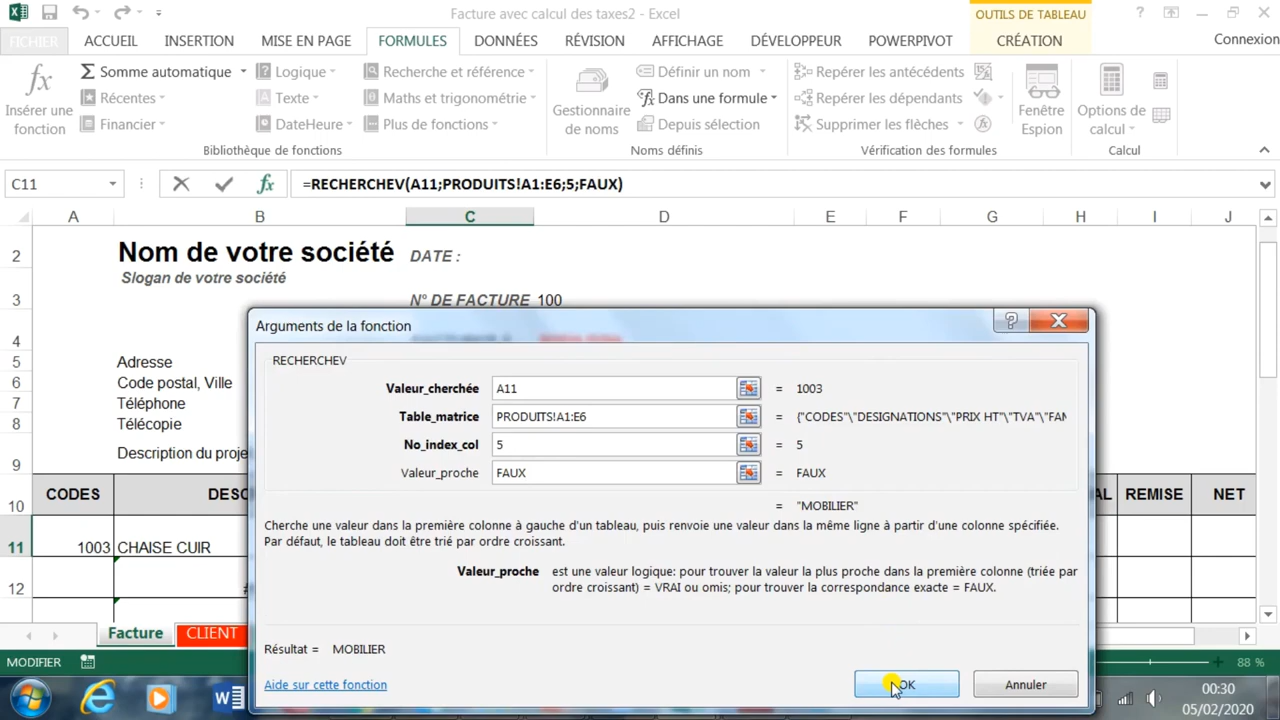 Facture avec calcul des taxes2 - Excel
OUTILS DE TABLEAU
FICHIER ACCUEIL INSERTION MISE EN PAGE FORMULES DONNÉES RÉVISION AFFICHAGE DÉVELOPPEUR POWERPIVOT CRÉATION Connexion
Insérer une fonction
Somme automatique
Récentes
Financier
Logique
Texte
DateHeure
Recherche et référence
Maths et trigonométrie
Plus de fonctions
Bibliothèque de fonctions
Gestionnaire de noms
Définir un nom
Dans une formule
Depuis sélection
Noms définis
Repérer les antécédents
Repérer les dépendants
Supprimer les flèches
Vérification des formules
Fenêtre Espion
Options de calcul
Calcul
C11 fx =RECHERCHEV(A11;PRODUITS!A1:E6;5;FAUX)
A B C D E F G H I J
2 Nom de votre société DATE :
Slogan de votre société
3 N° DE FACTURE 100
4
5 Adresse
6 Code postal, Ville
7 Téléphone
8 Télécopie
9 Description du proje
10 CODES DESC AL REMISE NET
11 1003 CHAISE CUIR
12 #
Arguments de la fonction
RECHERCHEV
Valeur_cherchée A11 = 1003
Table_matrice PRODUITS!A1:E6 = {"CODES"\"DESIGNATIONS"\"PRIX HT"\"TVA"\"FAM
No_index_col 5 = 5
Valeur_proche FAUX = FAUX
= "MOBILIER"
Cherche une valeur dans la première colonne à gauche d'un tableau, puis renvoie une valeur dans la même ligne à partir d'une colonne spécifiée.
Par défaut, le tableau doit être trié par ordre croissant.
Valeur_proche est une valeur logique: pour trouver la valeur la plus proche dans la première colonne (triée par
ordre croissant) = VRAI ou omis; pour trouver la correspondance exacte = FAUX.
Résultat = MOBILIER
Aide sur cette fonction
OK Annuler
Facture CLIENT
MODIFIER 88 %
00:30
05/02/2020